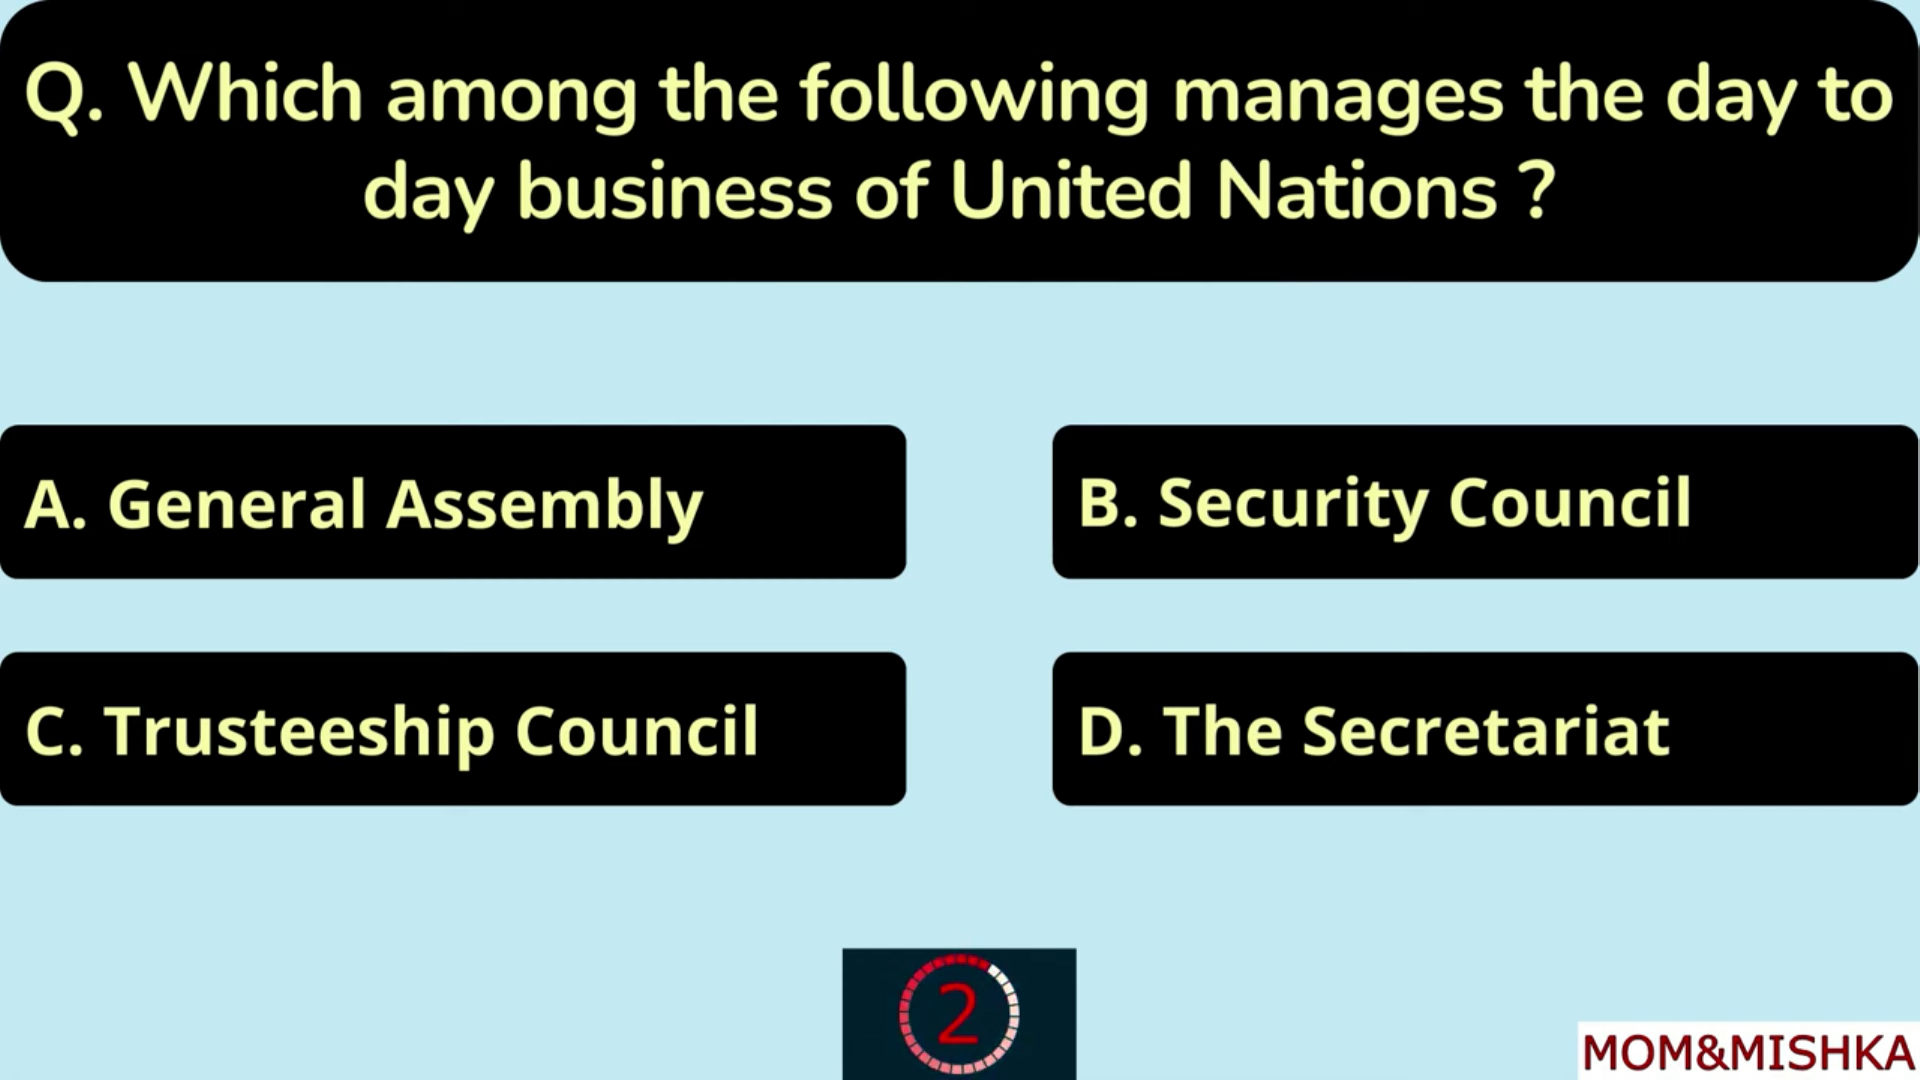 Q. Which among the following manages the day to
day business of United Nations ?
A. General Assembly
B. Security Council
C. Trusteeship Council
D. The Secretariat
2
MOM&MISHKA